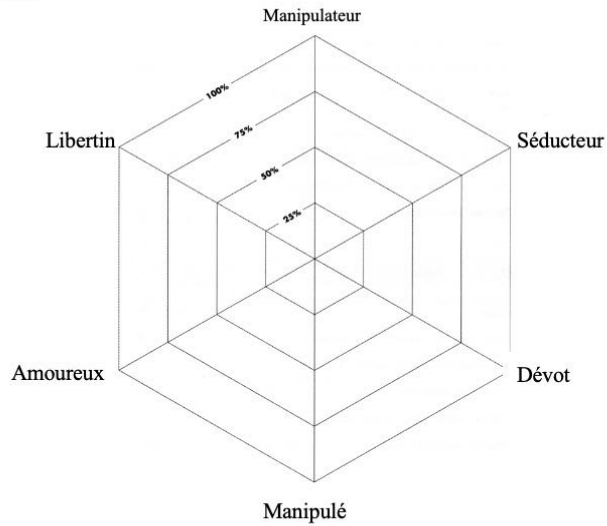 Manipulateur
100%
Libertin
75%
Séducteur
50%
25%
Amoureux
Dévot
Manipulé